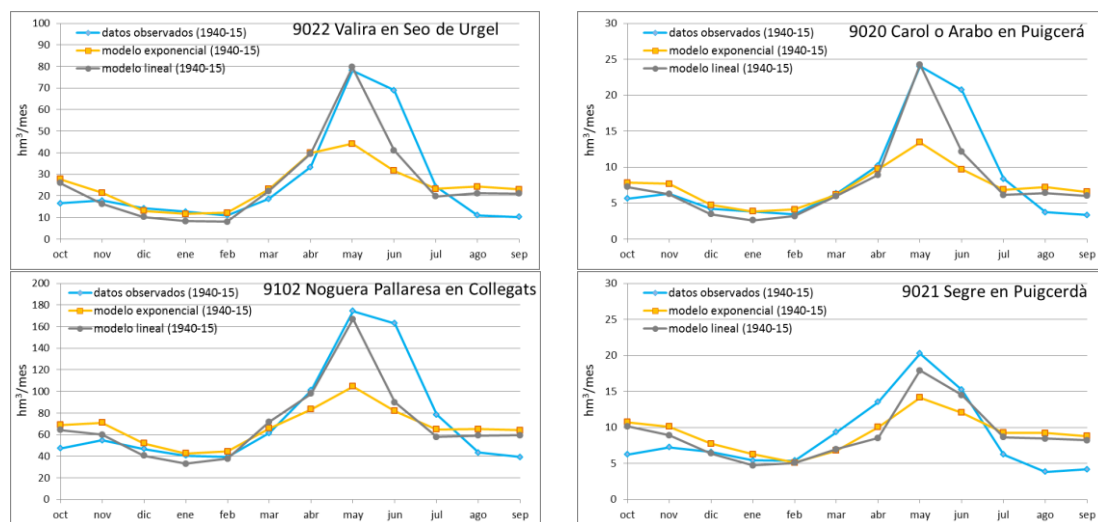 9022 Valira en Seo de Urgel
datos observados (1940-15)
modelo exponencial (1940-15)
modelo lineal (1940-15)
hm³/mes
100
90
80
70
60
50
40
30
20
10
0
oct nov dic ene feb mar abr may jun jul ago sep
9020 Carol o Arabo en Puigcerá
datos observados (1940-15)
modelo exponencial (1940-15)
modelo lineal (1940-15)
hm³/mes
30
25
20
15
10
5
0
oct nov dic ene feb mar abr may jun jul ago sep
9102 Noguera Pallaresa en Collegats
datos observados (1940-15)
modelo exponencial (1940-15)
modelo lineal (1940-15)
hm³/mes
200
180
160
140
120
100
80
60
40
20
0
oct nov dic ene feb mar abr may jun jul ago sep
9021 Segre en Puigcerdà
datos observados (1940-15)
modelo exponencial (1940-15)
modelo lineal (1940-15)
hm³/mes
30
25
20
15
10
5
0
oct nov dic ene feb mar abr may jun jul ago sep